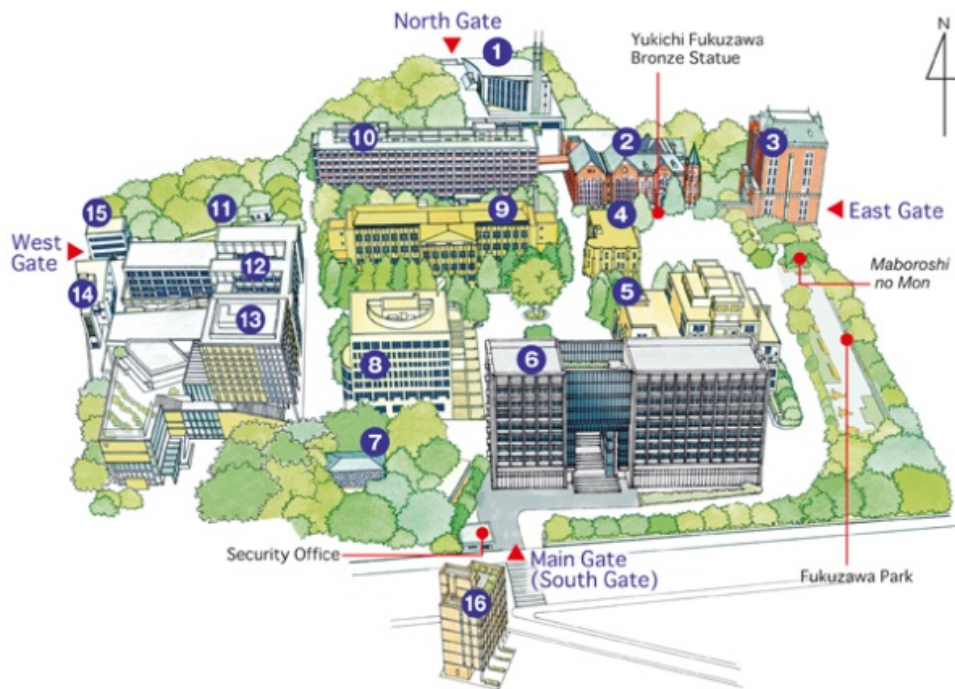 North Gate
1
Yukichi Fukuzawa
Bronze Statue
N
10
2
3
15
11
9
4
East Gate
West
Gate
12
Maboroshi
no Mon
14
13
5
8
6
7
Security Office
Main Gate
(South Gate)
Fukuzawa Park
16